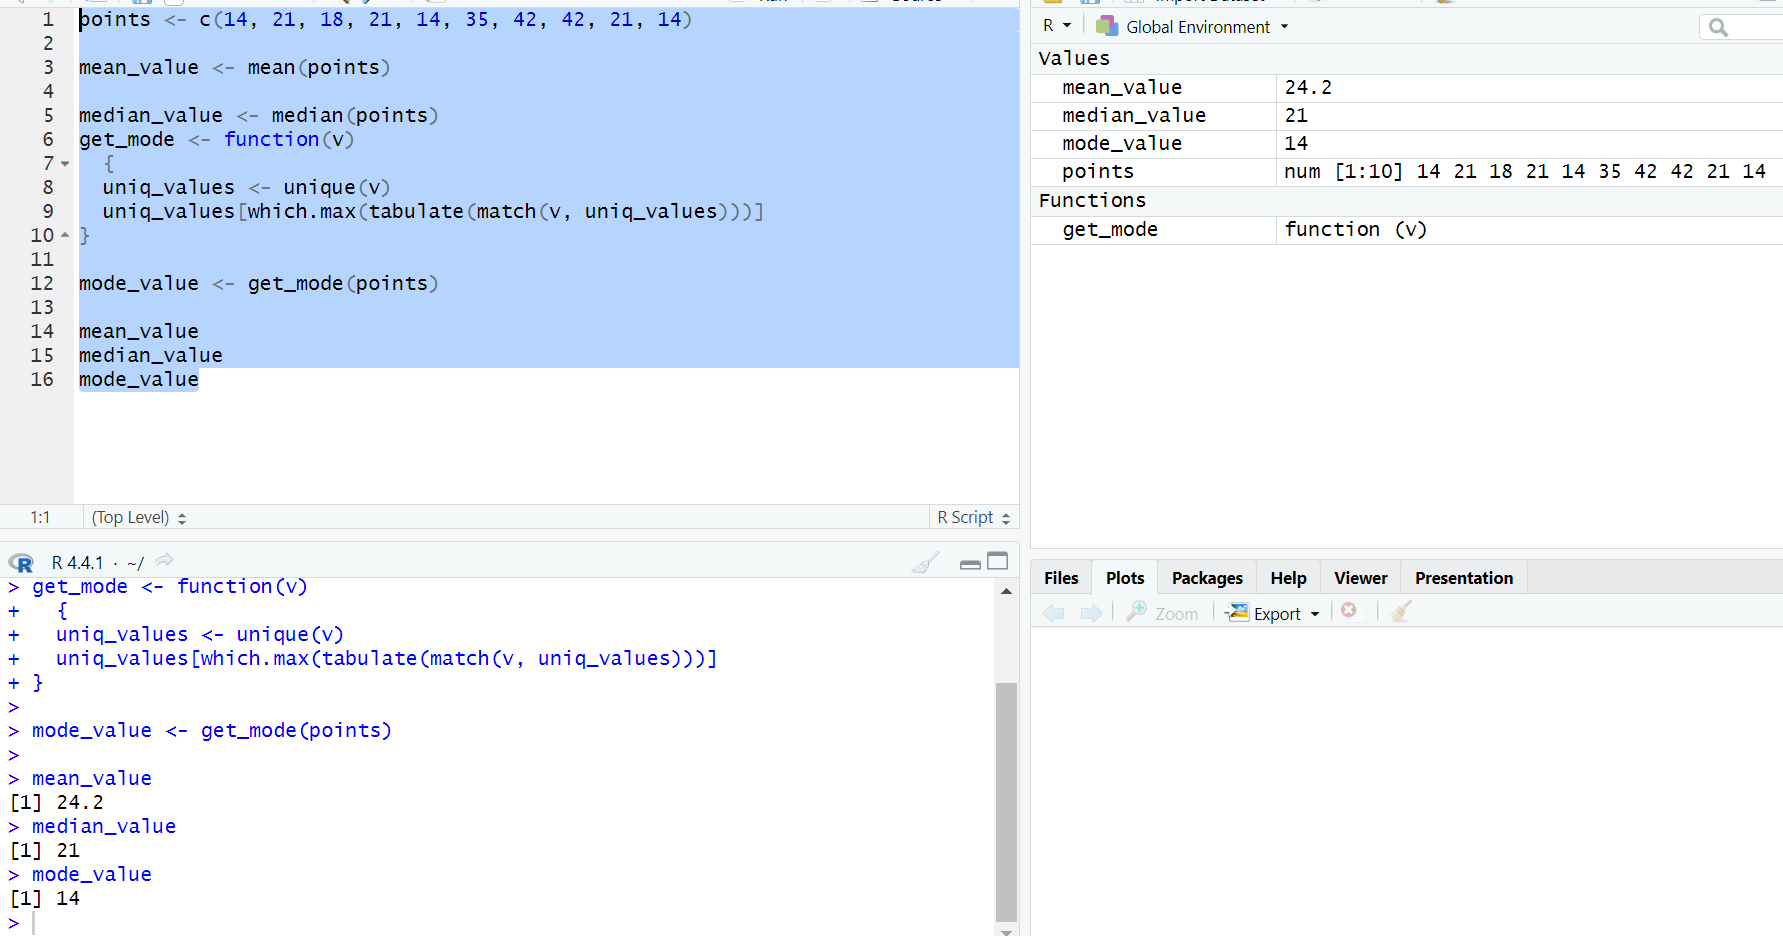 1 points <- c(14, 21, 18, 21, 14, 35, 42, 42, 21, 14)
2
3 mean_value <- mean(points)
4
5 median_value <- median(points)
6 get_mode <- function(v)
7   {
8   uniq_values <- unique(v)
9   uniq_values[which.max(tabulate(match(v, uniq_values)))]
10 }
11
12 mode_value <- get_mode(points)
13
14 mean_value
15 median_value
16 mode_value
1:1 (Top Level) R Script
R 4.4.1 · ~/
> get_mode <- function(v)
+   {
+   uniq_values <- unique(v)
+   uniq_values[which.max(tabulate(match(v, uniq_values)))]
+ }
>
> mode_value <- get_mode(points)
>
> mean_value
[1] 24.2
> median_value
[1] 21
> mode_value
[1] 14
>
R Global Environment
Values
mean_value 24.2
median_value 21
mode_value 14
points num [1:10] 14 21 18 21 14 35 42 42 21 14
Functions
get_mode function (v)
Files Plots Packages Help Viewer Presentation
Zoom Export